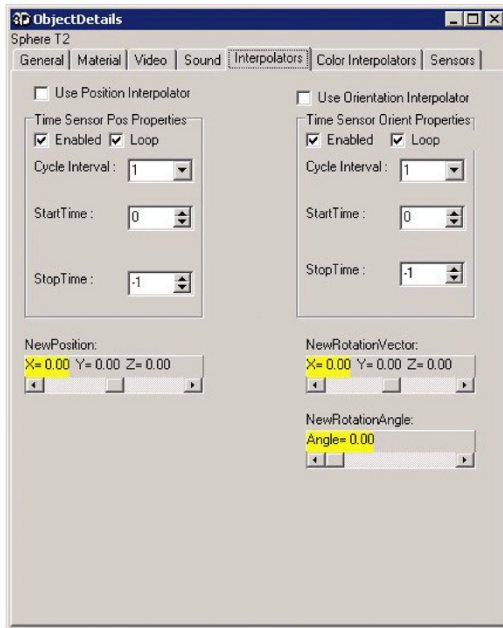 3D ObjectDetails
Sphere T2
General Material Video Sound Interpolators Color Interpolators Sensors
Use Position Interpolator
Time Sensor Pos Properties
Enabled Loop
Cycle Interval : 1
StartTime : 0
StopTime : -1
NewPosition:
X= 0.00 Y= 0.00 Z= 0.00
Use Orientation Interpolator
Time Sensor Orient Properties
Enabled Loop
Cycle Interval : 1
StartTime : 0
StopTime : -1
NewRotationVector:
X= 0.00 Y= 0.00 Z= 0.00
NewRotationAngle:
Angle= 0.00